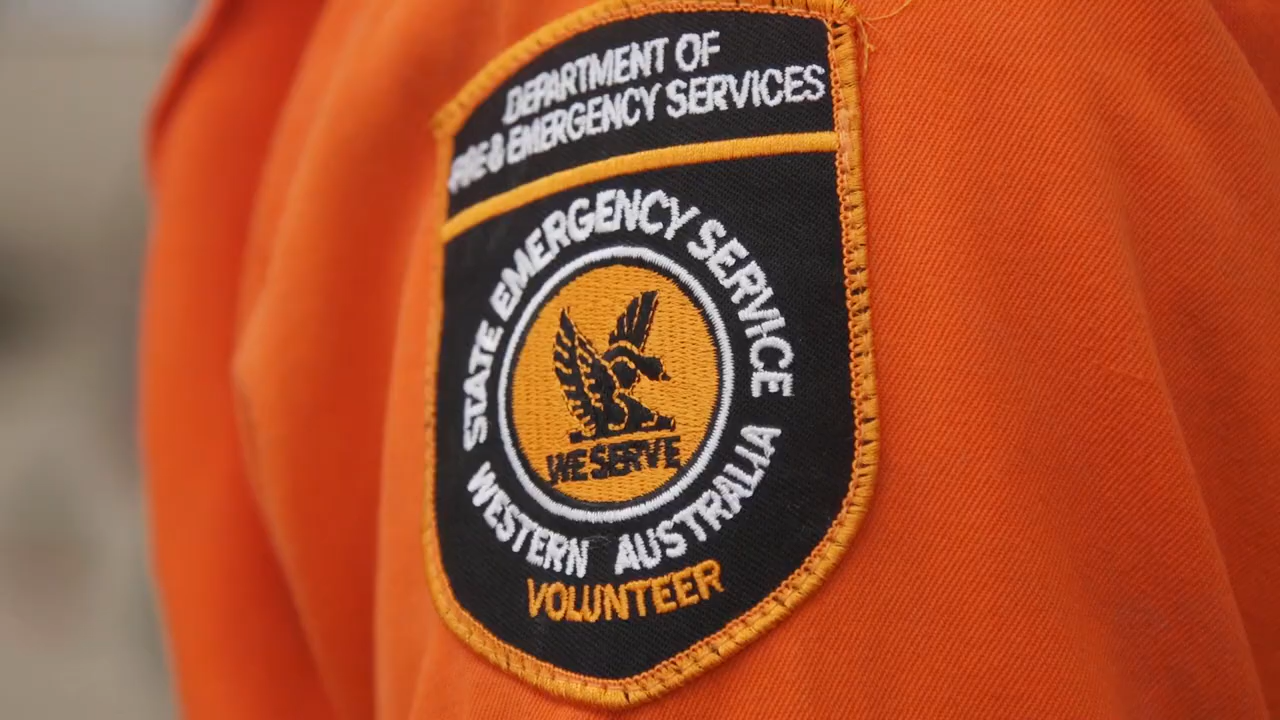 DEPARTMENT OF
FIRE & EMERGENCY SERVICES
STATE EMERGENCY SERVICE
WE SERVE
WESTERN AUSTRALIA
VOLUNTEER